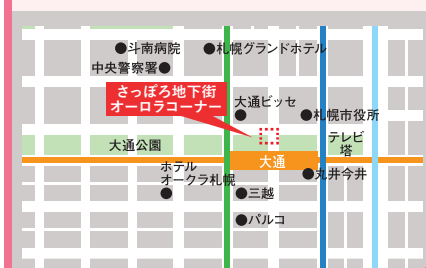 斗南病院
札幌グランドホテル
中央警察署
さっぽろ地下街
オーロラコーナー
大通ビッセ
札幌市役所
大通公園
テレビ
塔
大通
ホテル
オークラ札幌
丸井今井
三越
パルコ